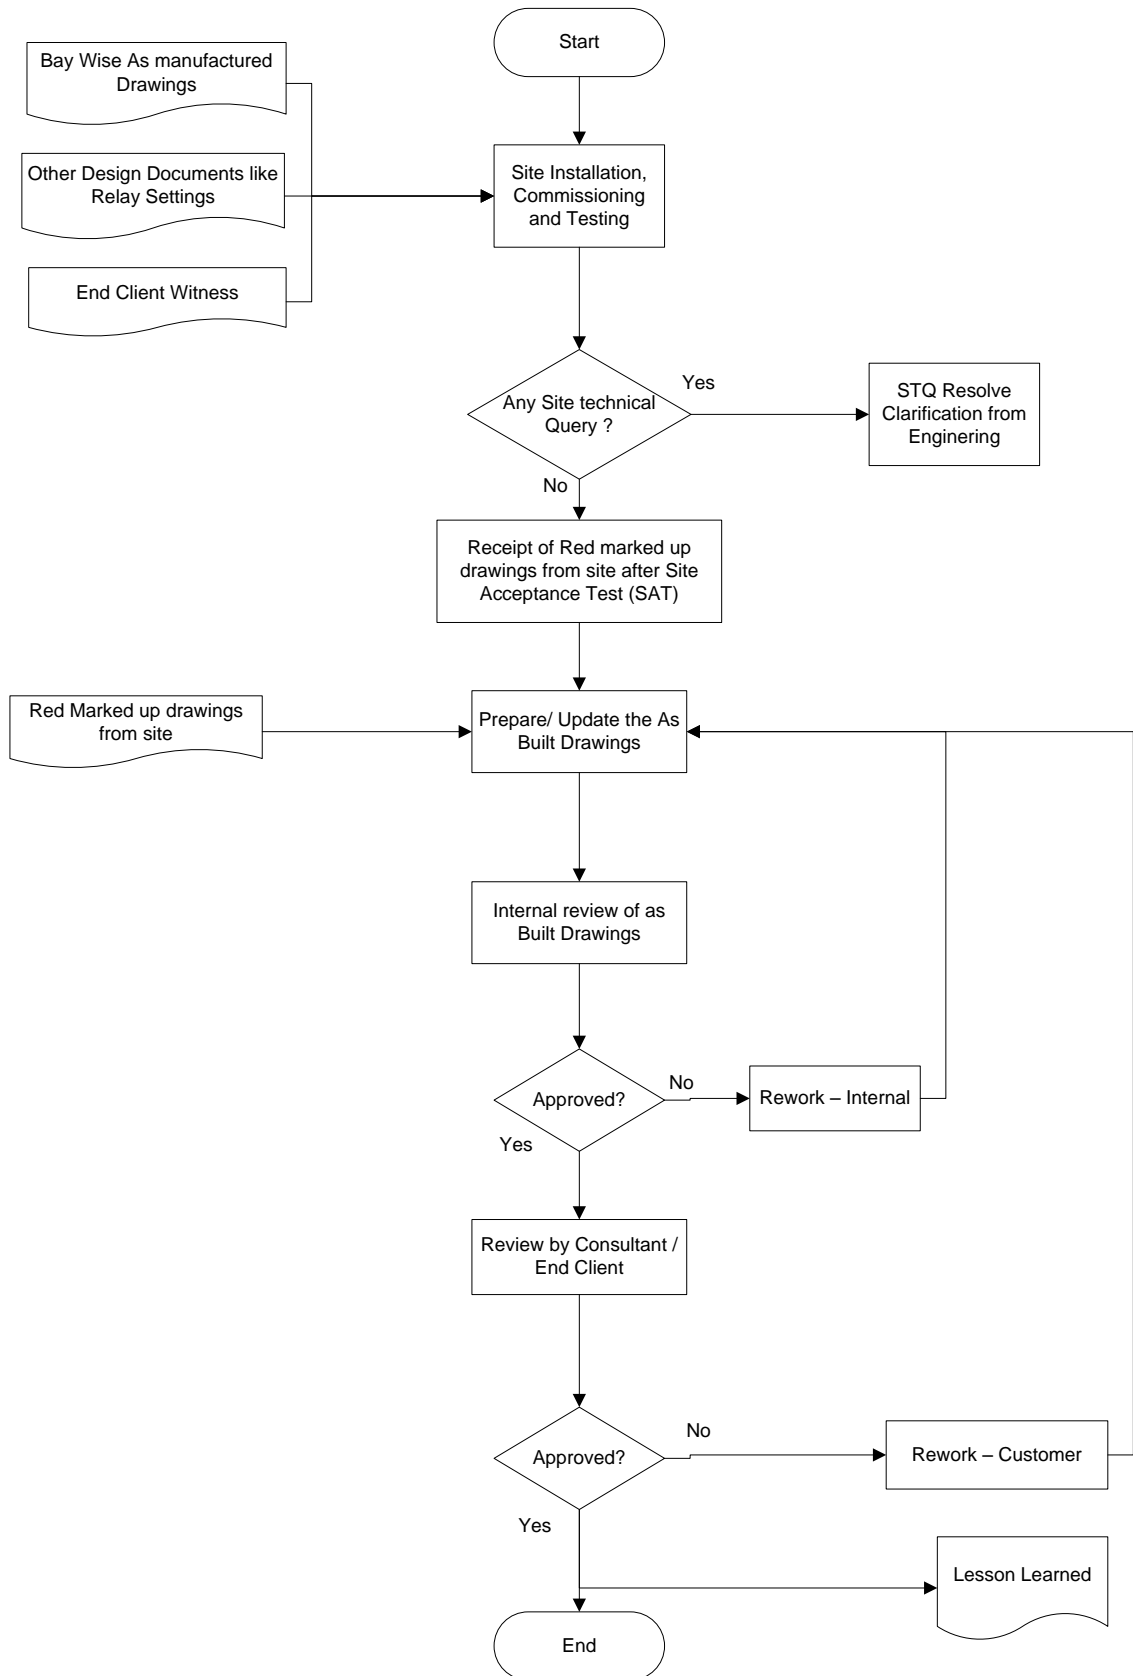 Start
Bay Wise As manufactured
Drawings
Other Design Documents like
Relay Settings
End Client Witness
Site Installation,
Commissioning
and Testing
Any Site technical
Query ?
Yes
STQ Resolve
Clarification from
Enginering
No
Receipt of Red marked up
drawings from site after Site
Acceptance Test (SAT)
Red Marked up drawings
from site
Prepare/ Update the As
Built Drawings
Internal review of as
Built Drawings
Approved?
No
Rework – Internal
Yes
Review by Consultant /
End Client
Approved?
No
Rework – Customer
Yes
Lesson Learned
End